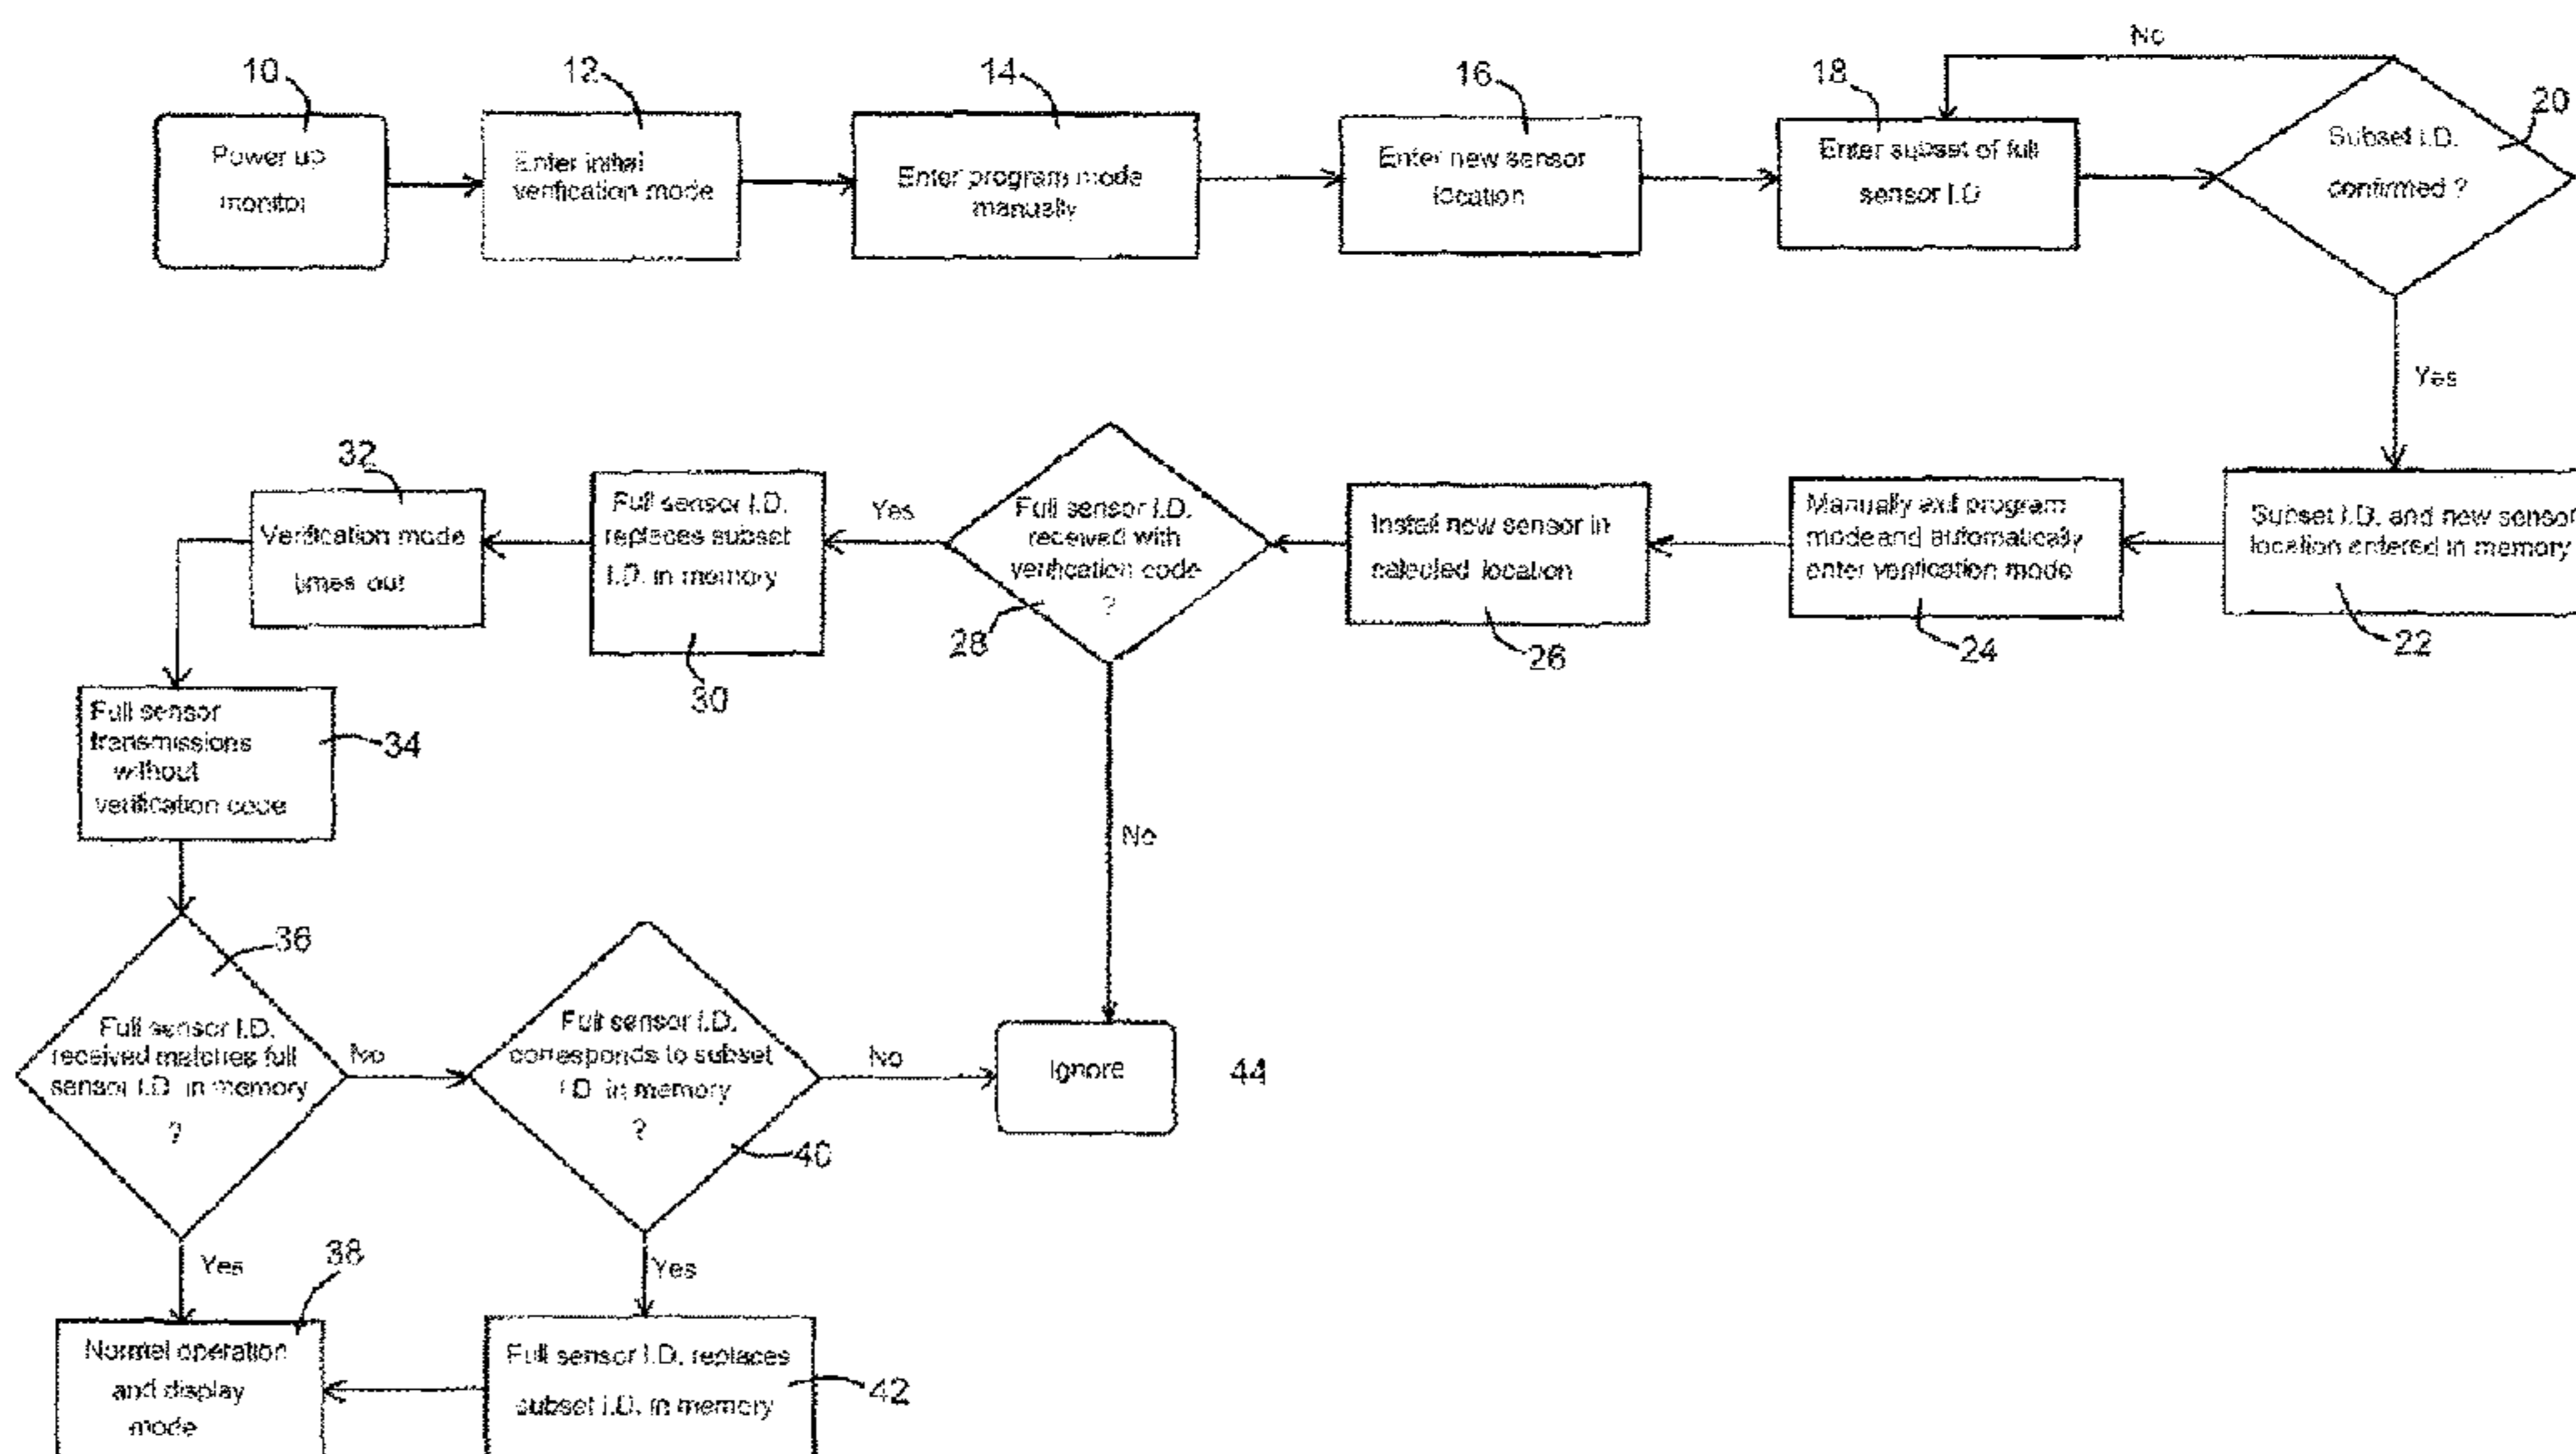 No
10
12
14
16
18
20
Power up
monitor
Enter initial
verification mode
Enter program mode
manually
Enter new sensor
location
Enter subset of full
sensor I.D
Subset I.D.
confirmed ?
Yes
32
Verification mode
times out
Full sensor I.D.
replaces subset
I.D. in memory
30
Yes
Full sensor I.D.
received with
verification code
?
28
Install new sensor in
selected location
26
Manually exit program
mode and automatically
enter verification mode
24
Subset I.D. and new sensor
location entered in memory
22
Full sensor
transmissions
without
verification code
34
No
36
Full sensor I.D.
received matches full
sensor I.D. in memory
?
No
Full sensor I.D.
corresponds to subset
I.D. in memory
?
40
No
Ignore
44
Yes
38
Yes
Normal operation
and display
mode
Full sensor I.D. replaces
subset I.D. in memory
42